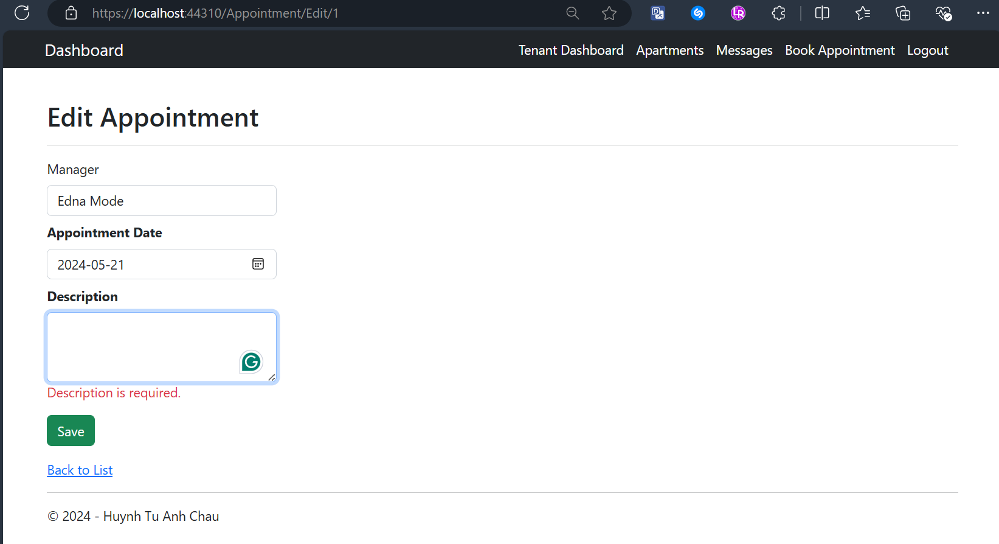 https://localhost:44310/Appointment/Edit/1
Dashboard Tenant Dashboard Apartments Messages Book Appointment Logout
Edit Appointment
Manager
Edna Mode
Appointment Date
2024-05-21
Description
Description is required.
Save
Back to List
© 2024 - Huynh Tu Anh Chau